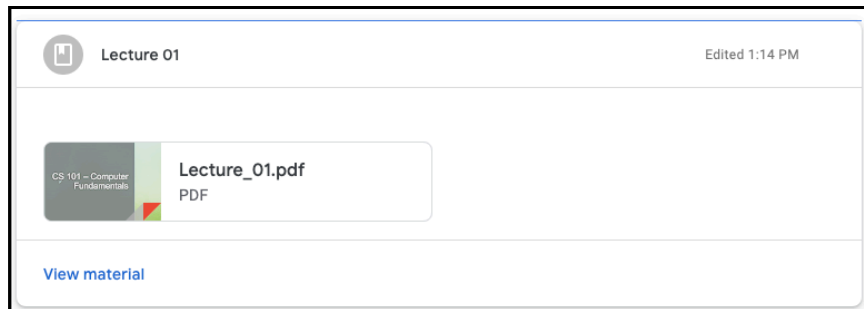 Lecture 01
Edited 1:14 PM
CS 101 – Computer
Fundamentals
Lecture_01.pdf
PDF
View material